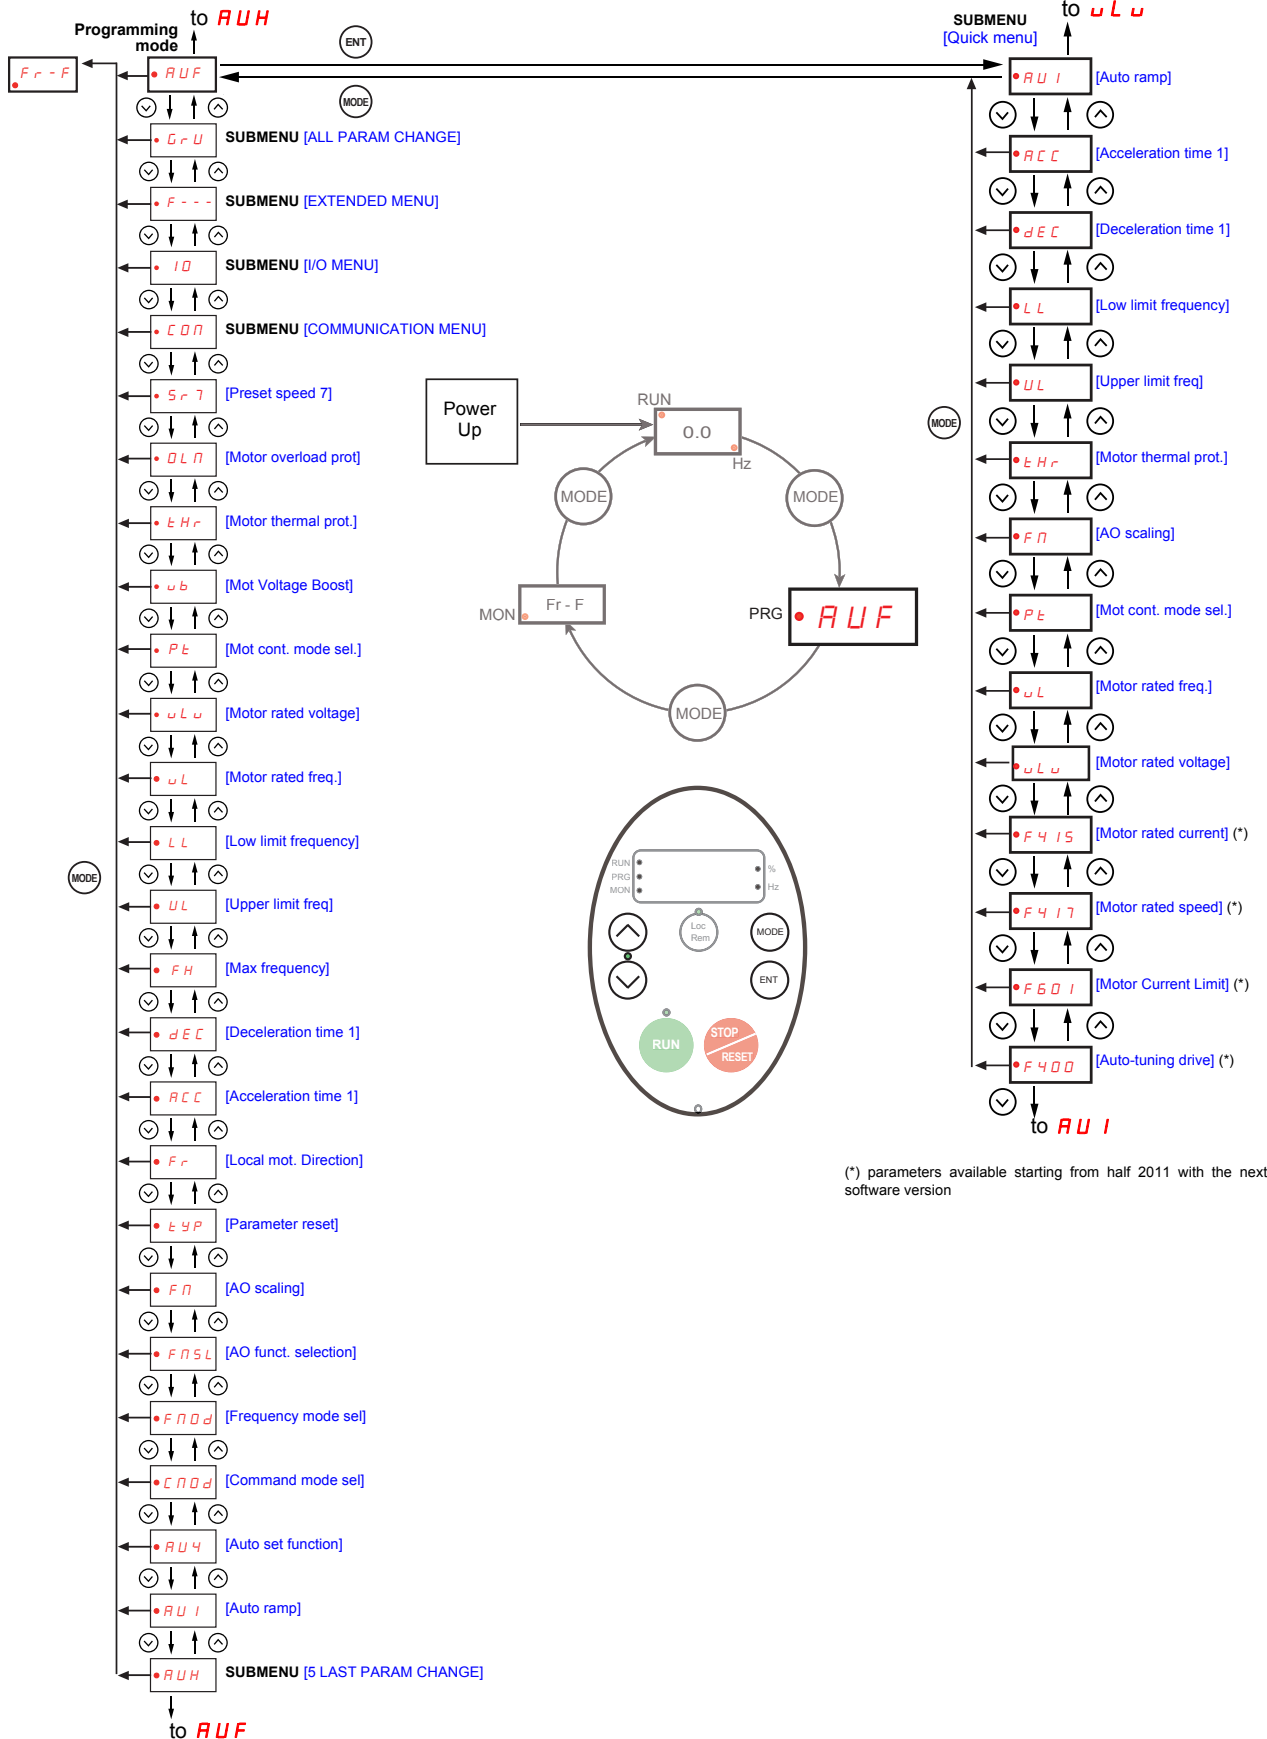 to AUH
Programming
mode
Fr-F
AUF
ENT
MODE
GrU
SUBMENU [ALL PARAM CHANGE]
F---
SUBMENU [EXTENDED MENU]
IO
SUBMENU [I/O MENU]
COM
SUBMENU [COMMUNICATION MENU]
Sr7
[Preset speed 7]
OLM
[Motor overload prot]
tHr
[Motor thermal prot.]
ub
[Mot Voltage Boost]
Pt
[Mot cont. mode sel.]
uLu
[Motor rated voltage]
uL
[Motor rated freq.]
LL
[Low limit frequency]
MODE
UL
[Upper limit freq]
FH
[Max frequency]
dEC
[Deceleration time 1]
ACC
[Acceleration time 1]
Fr
[Local mot. Direction]
tYP
[Parameter reset]
FM
[AO scaling]
FMSL
[AO funct. selection]
FMOd
[Frequency mode sel]
CMOd
[Command mode sel]
AU4
[Auto set function]
AU1
[Auto ramp]
AUH
SUBMENU [5 LAST PARAM CHANGE]
to AUF
Power
Up
RUN
0.0
Hz
MODE
MODE
MON
Fr - F
PRG
AUF
MODE
RUN
PRG
MON
%
Hz
Loc
Rem
MODE
ENT
RUN
STOP
RESET
to uLu
SUBMENU
[Quick menu]
AU1
[Auto ramp]
ACC
[Acceleration time 1]
dEC
[Deceleration time 1]
LL
[Low limit frequency]
UL
[Upper limit freq]
MODE
tHr
[Motor thermal prot.]
FM
[AO scaling]
Pt
[Mot cont. mode sel.]
uL
[Motor rated freq.]
uLu
[Motor rated voltage]
F415
[Motor rated current] (*)
F417
[Motor rated speed] (*)
F601
[Motor Current Limit] (*)
F400
[Auto-tuning drive] (*)
to AU1
(*) parameters available starting from half 2011 with the next
software version